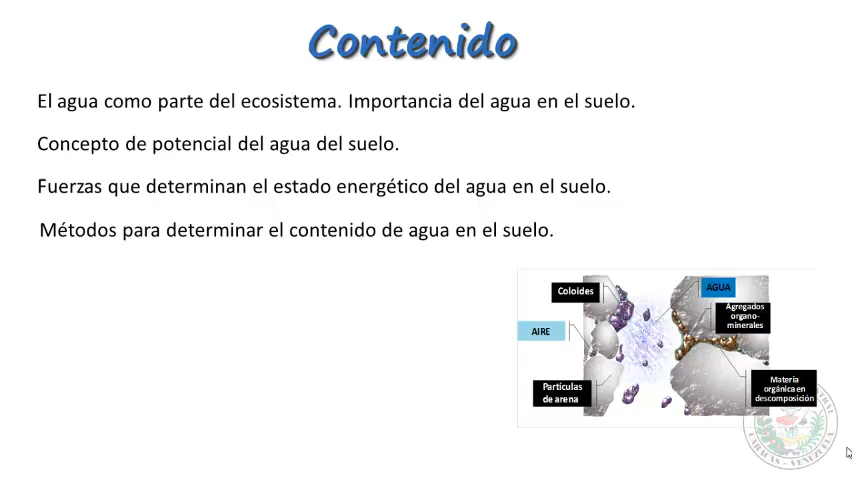 Contenido
El agua como parte del ecosistema. Importancia del agua en el suelo.
Concepto de potencial del agua del suelo.
Fuerzas que determinan el estado energético del agua en el suelo.
Métodos para determinar el contenido de agua en el suelo.
Coloides
AGUA
Agregados
organo-
minerales
AIRE
Partículas
de arena
Materia
orgánica en
descomposición
CARACAS - VENEZUELA